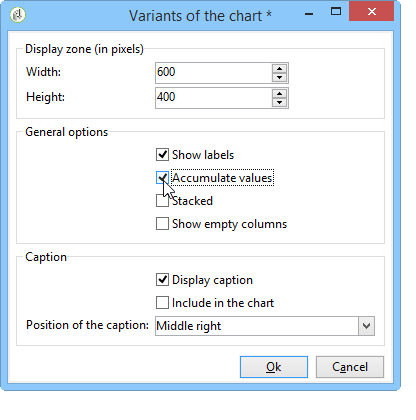 Variants of the chart *
Display zone (in pixels)
Width: 600
Height: 400
General options
Show labels
Accumulate values
Stacked
Show empty columns
Caption
Display caption
Include in the chart
Position of the caption: Middle right
Ok Cancel